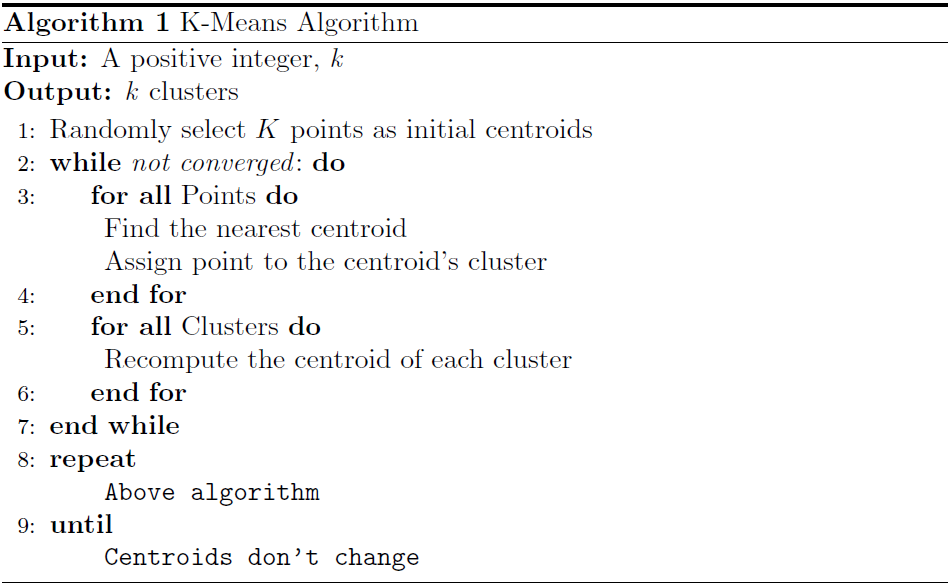 Algorithm 1 K-Means Algorithm
Input: A positive integer, k
Output: k clusters
1: Randomly select K points as initial centroids
2: while not converged: do
3: for all Points do
Find the nearest centroid
Assign point to the centroid's cluster
4: end for
5: for all Clusters do
Recompute the centroid of each cluster
6: end for
7: end while
8: repeat
Above algorithm
9: until
Centroids don't change